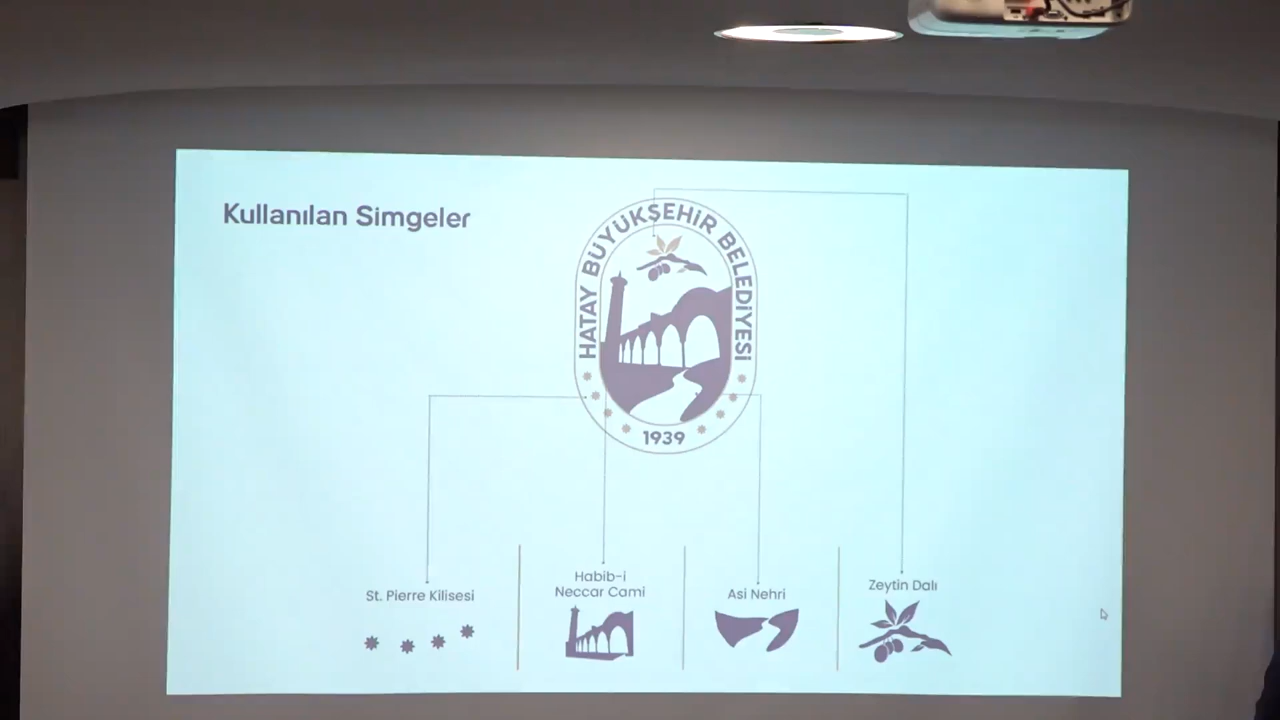 Kullanılan Simgeler
HATAY BÜYÜKŞEHİR BELEDİYESİ
1939
St. Pierre Kilisesi
Habib-i
Neccar Cami
Asi Nehri
Zeytin Dalı